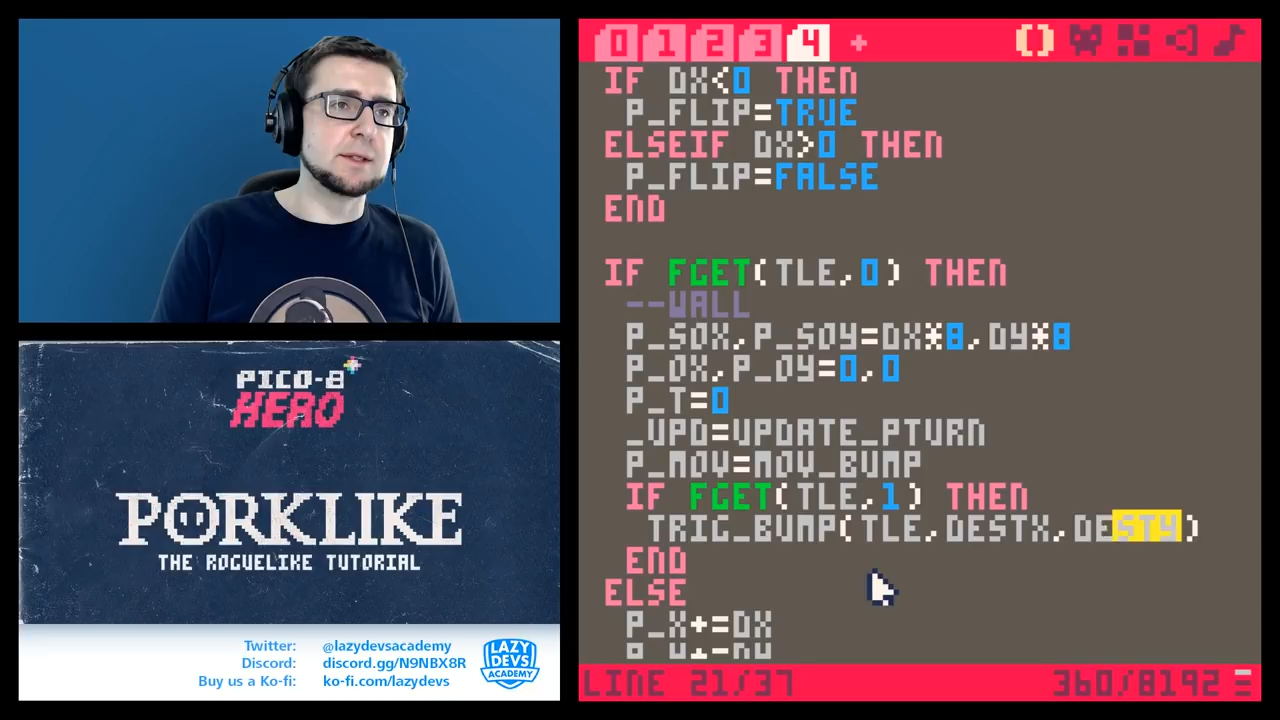 PICO-8
HERO
PORKLIKE
THE ROGUELIKE TUTORIAL
Twitter: @lazydevsacademy
Discord: discord.gg/N9NBX8R
Buy us a Ko-fi: ko-fi.com/lazydevs
LAZY
DEVS
ACADEMY
0 1 2 3 4 +
IF DX<0 THEN
P_FLIP=TRUE
ELSEIF DX>0 THEN
P_FLIP=FALSE
END
IF FGET(TLE,0) THEN
--WALL
P_SOX,P_SOY=DX*8,DY*8
P_OX,P_OY=0,0
P_T=0
_UPD=UPDATE_PTURN
P_MOV=MOV_BUMP
IF FGET(TLE,1) THEN
TRIG_BUMP(TLE,DESTX,DESTY)
END
ELSE
P_X+=DX
P_Y+=DY
LINE 21/37
360/8192